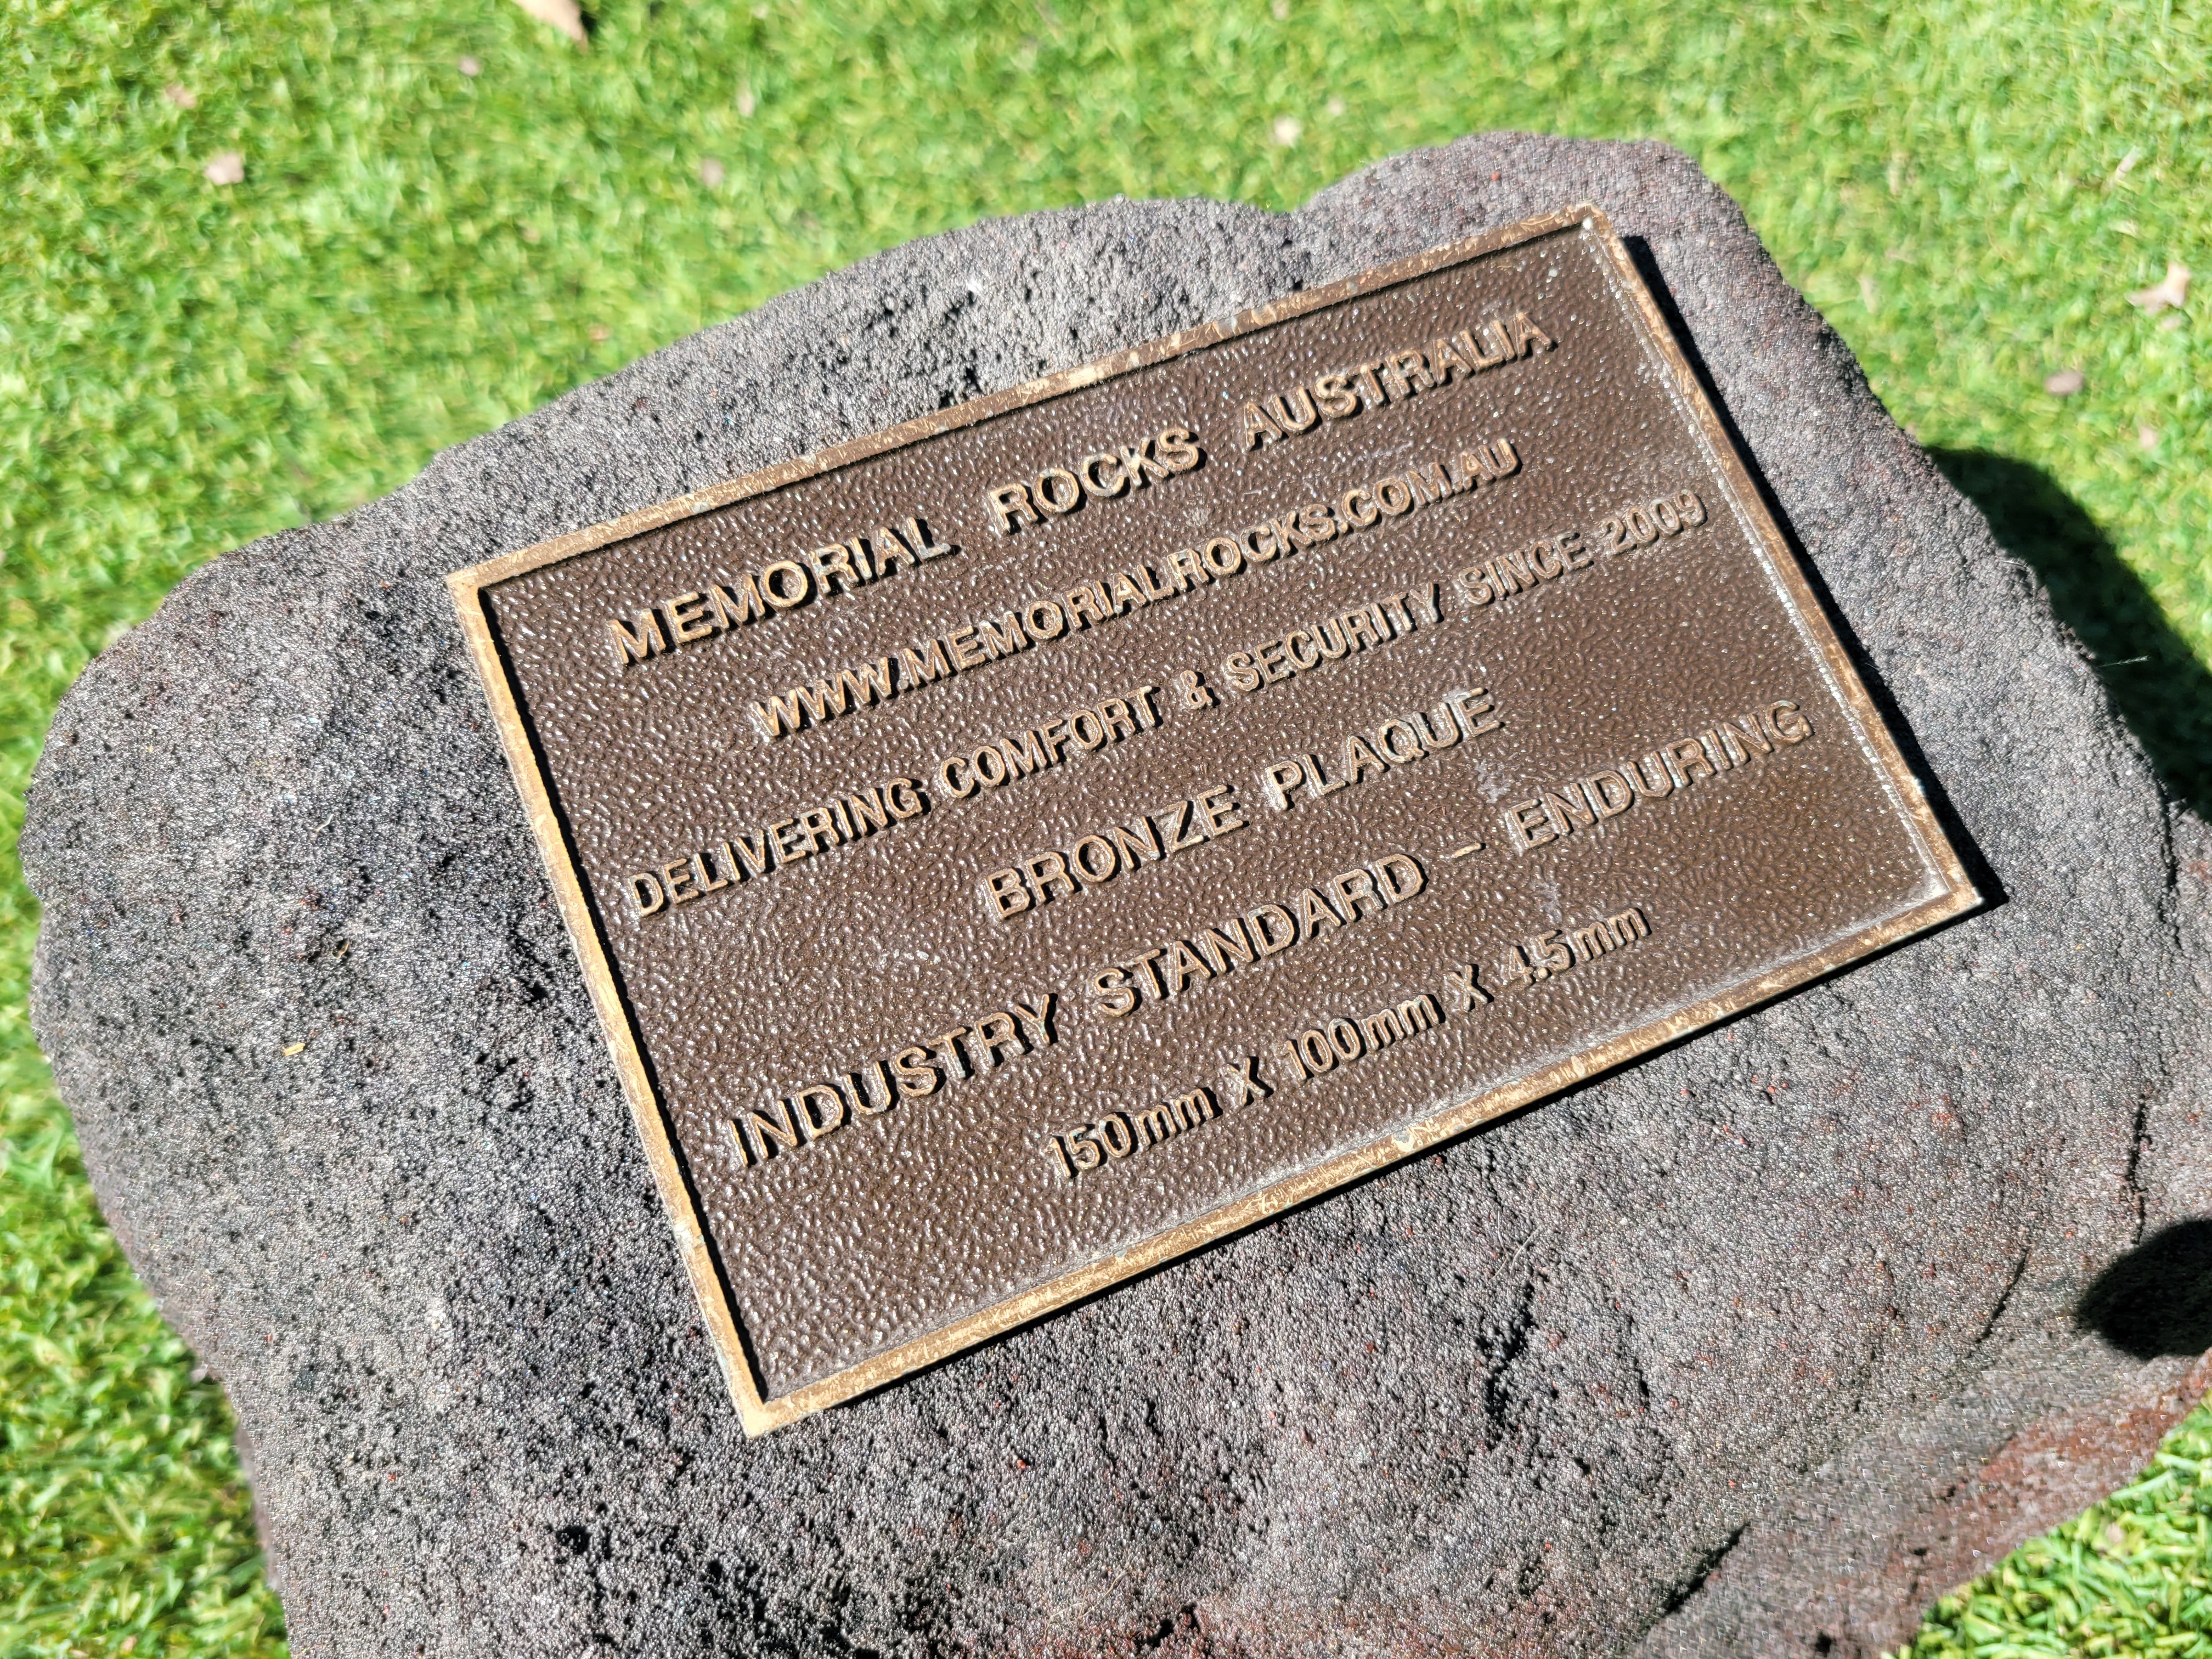 MEMORIAL ROCKS AUSTRALIA
WWW.MEMORIALROCKS.COM.AU
DELIVERING COMFORT & SECURITY SINCE 2009
BRONZE PLAQUE
INDUSTRY STANDARD - ENDURING
150mm X 100mm X 4.5mm